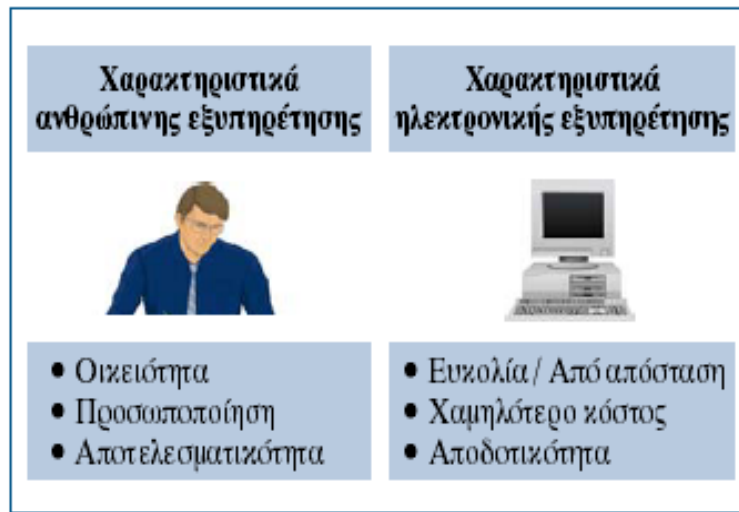 Χαρακτηριστικά
ανθρώπινης εξυπηρέτησης
• Οικειότητα
• Προσωποποίηση
• Αποτελεσματικότητα
Χαρακτηριστικά
ηλεκτρονικής εξυπηρέτησης
• Ευκολία / Από απόσταση
• Χαμηλότερο κόστος
• Αποδοτικότητα